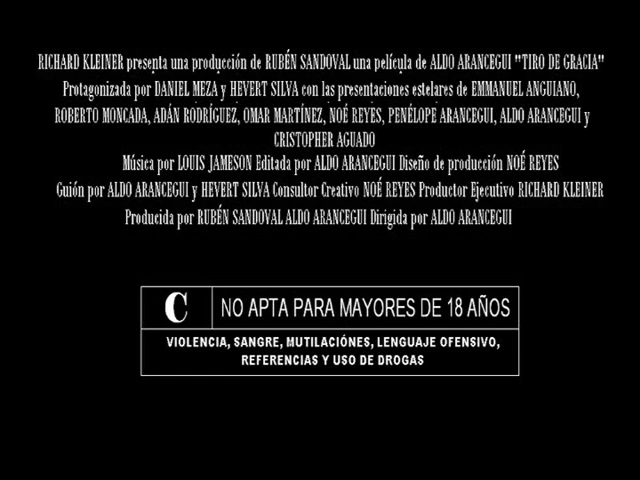 RICHARD KLEINER presenta una producción de RUBÉN SANDOVAL una película de ALDO ARANCEGUI "TIRO DE GRACIA"
Protagonizada por DANIEL MEZA y HEVERT SILVA con las presentaciones estelares de EMMANUEL ANGUIANO,
ROBERTO MONCADA, ADÁN RODRÍGUEZ, OMAR MARTÍNEZ, NOÉ REYES, PENÉLOPE ARANCEGUI, ALDO ARANCEGUI y
CRISTOPHER AGUADO
Música por LOUIS JAMESON Editada por ALDO ARANCEGUI Diseño de producción NOÉ REYES
Guión por ALDO ARANCEGUI y HEVERT SILVA Consultor Creativo NOÉ REYES Productor Ejecutivo RICHARD KLEINER
Producida por RUBÉN SANDOVAL ALDO ARANCEGUI Dirigida por ALDO ARANCEGUI
C NO APTA PARA MAYORES DE 18 AÑOS
VIOLENCIA, SANGRE, MUTILACIÓNES, LENGUAJE OFENSIVO,
REFERENCIAS Y USO DE DROGAS